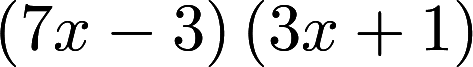 (7x − 3) (3x + 1)